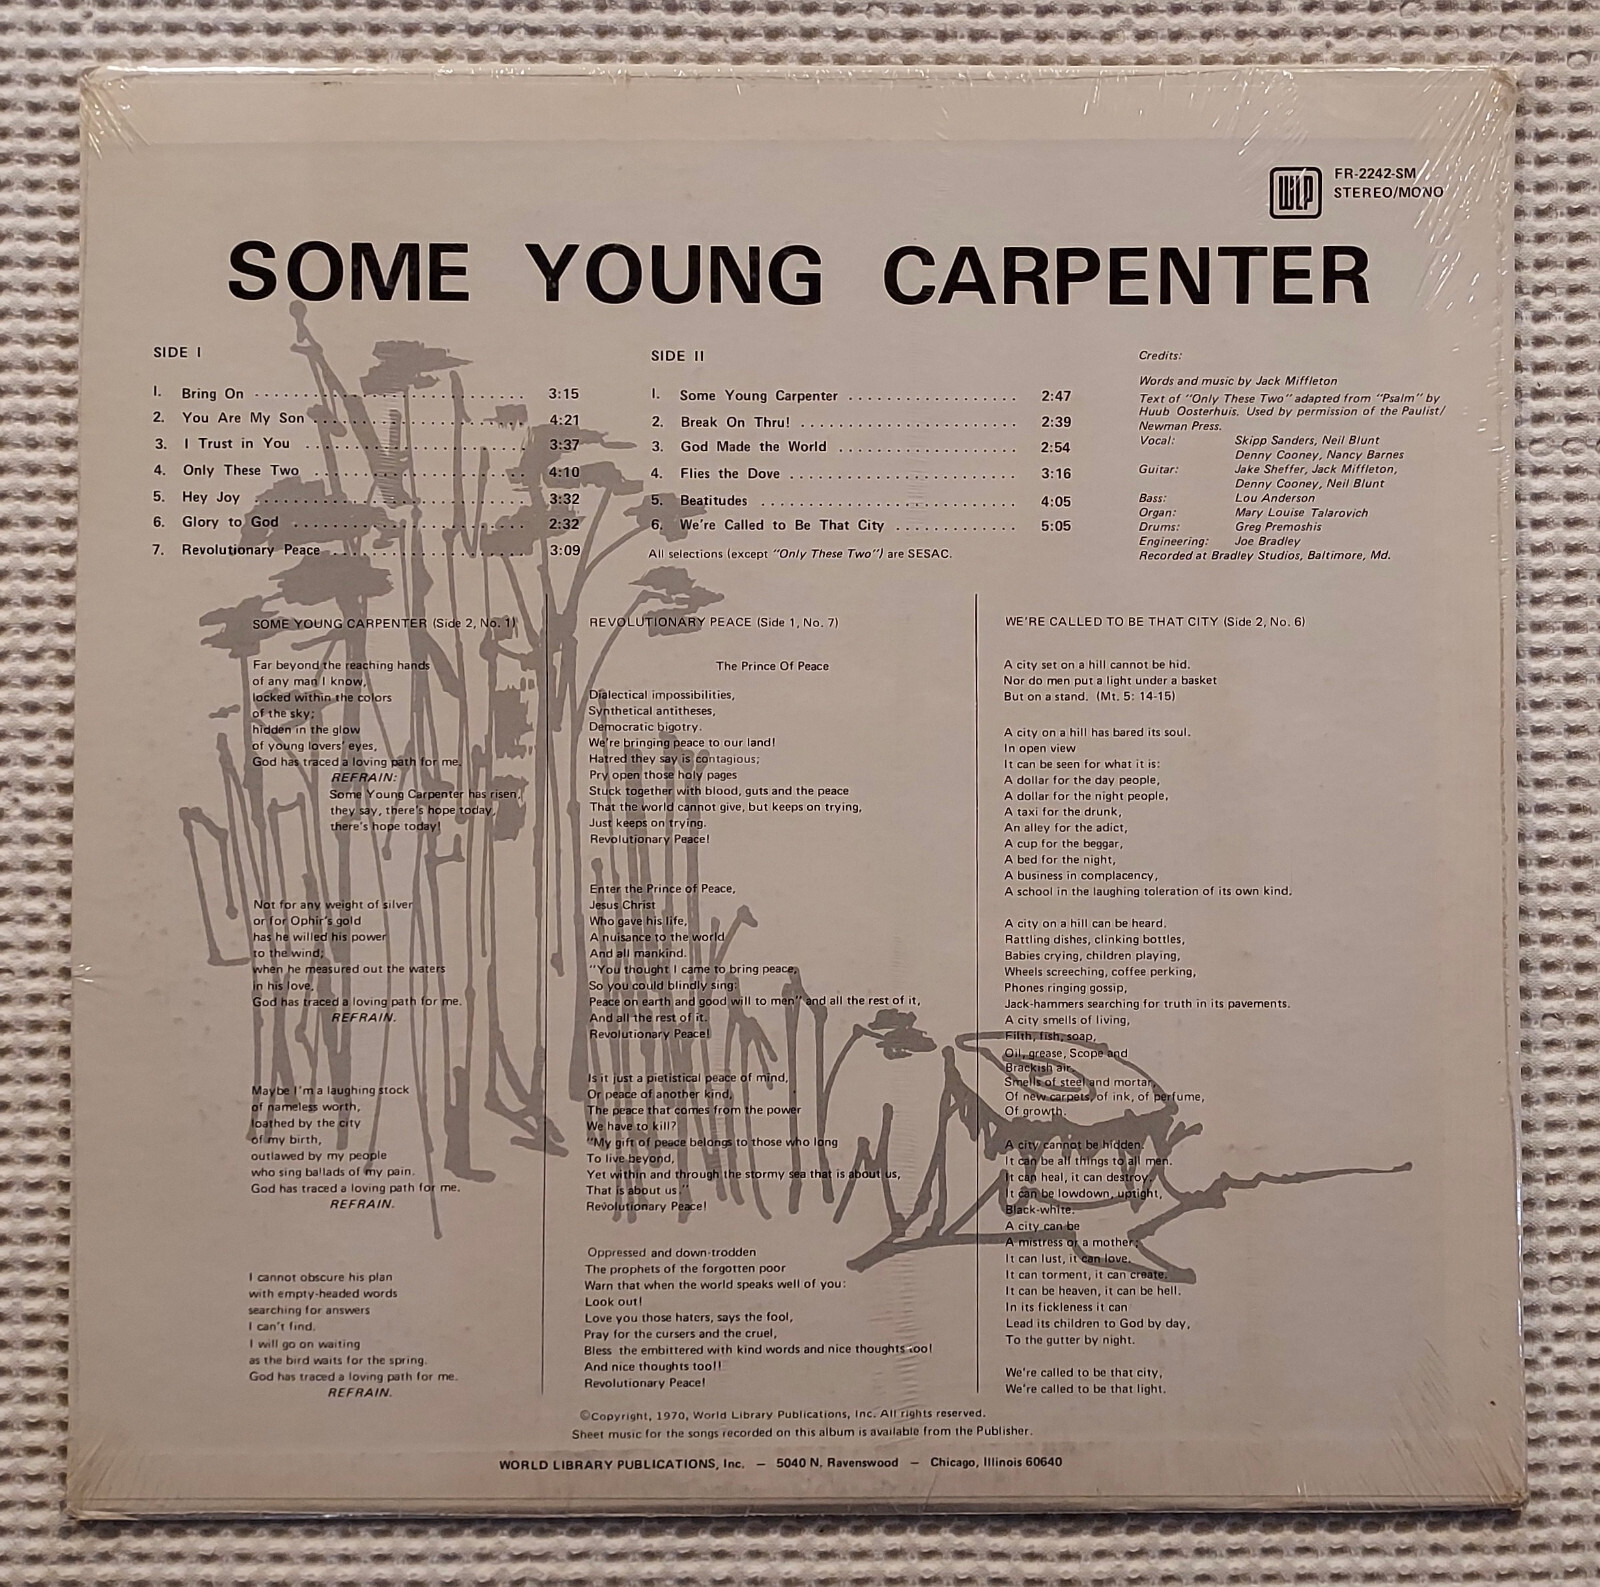 WLP
FR-2242-SM
STEREO/MONO
SOME YOUNG CARPENTER
SIDE I
1. Bring On .......................... 3:15
2. You Are My Son .......................... 4:21
3. I Trust in You .......................... 3:37
4. Only These Two .......................... 4:10
5. Hey Joy .......................... 3:32
6. Glory to God .......................... 2:32
7. Revolutionary Peace .......................... 3:09
SIDE II
1. Some Young Carpenter .................. 2:47
2. Break On Thru! .................. 2:39
3. God Made the World .................. 2:54
4. Flies the Dove .................. 3:16
5. Beatitudes .................. 4:05
6. We're Called to Be That City .................. 5:05
All selections (except "Only These Two") are SESAC.
Credits:
Words and music by Jack Miffleton
Text of "Only These Two" adapted from "Psalm" by
Huub Oosterhuis. Used by permission of the Paulist/
Newman Press.
Vocal: Skipp Sanders, Neil Blunt
Denny Cooney, Nancy Barnes
Guitar: Jake Sheffer, Jack Miffleton,
Denny Cooney, Neil Blunt
Bass: Lou Anderson
Organ: Mary Louise Talarovich
Drums: Greg Premoshis
Engineering: Joe Bradley
Recorded at Bradley Studios, Baltimore, Md.
SOME YOUNG CARPENTER (Side 2, No. 1)
Far beyond the reaching hands
of any man I know,
locked within the colors
of the sky;
hidden in the glow
of young lovers' eyes,
God has traced a loving path for me.
REFRAIN:
Some Young Carpenter has risen,
they say, there's hope today,
there's hope today!
Not for any weight of silver
or for Ophir's gold
has he willed his power
to the wind,
when he measured out the waters
in his love,
God has traced a loving path for me.
REFRAIN.
Maybe I'm a laughing stock
of nameless worth,
loathed by the city
of my birth,
outlawed by my people
who sing ballads of my pain.
God has traced a loving path for me.
REFRAIN.
I cannot obscure his plan
with empty-headed words
searching for answers
I can't find.
I will go on waiting
as the bird waits for the spring.
God has traced a loving path for me.
REFRAIN.
REVOLUTIONARY PEACE (Side 1, No. 7)
The Prince Of Peace
Dialectical impossibilities,
Synthetical antitheses,
Democratic bigotry.
We're bringing peace to our land!
Hatred they say is contagious;
Pry open those holy pages
Stuck together with blood, guts and the peace
That the world cannot give, but keeps on trying,
Just keeps on trying.
Revolutionary Peace!
Enter the Prince of Peace,
Jesus Christ
Who gave his life,
A nuisance to the world
And all mankind.
"You thought I came to bring peace,
So you could blindly sing:
Peace on earth and good will to men" and all the rest of it,
And all the rest of it.
Revolutionary Peace!
Is it just a pietistical peace of mind,
Or peace of another kind,
The peace that comes from the power
We have to kill?
"My gift of peace belongs to those who long
To live beyond,
Yet within and through the stormy sea that is about us,
That is about us."
Revolutionary Peace!
Oppressed and down-trodden
The prophets of the forgotten poor
Warn that when the world speaks well of you:
Look out!
Love you those haters, says the fool,
Pray for the cursers and the cruel,
Bless the embittered with kind words and nice thoughts too!
And nice thoughts too!!
Revolutionary Peace!
WE'RE CALLED TO BE THAT CITY (Side 2, No. 6)
A city set on a hill cannot be hid.
Nor do men put a light under a basket
But on a stand. (Mt. 5: 14-15)
A city on a hill has bared its soul.
In open view
It can be seen for what it is:
A dollar for the day people,
A dollar for the night people,
A taxi for the drunk,
An alley for the adict,
A cup for the beggar,
A bed for the night,
A business in complacency,
A school in the laughing toleration of its own kind.
A city on a hill can be heard,
Rattling dishes, clinking bottles,
Babies crying, children playing,
Wheels screeching, coffee perking,
Phones ringing gossip,
Jack-hammers searching for truth in its pavements.
A city smells of living,
Filth, fish, soap,
Oil, grease, Scope and
Brackish air.
Smells of steel and mortar,
Of new carpets, of ink, of perfume,
Of growth.
A city cannot be hidden.
It can be all things to all men.
It can heal, it can destroy.
It can be lowdown, uptight,
Black-white.
A city can be
A mistress or a mother;
It can lust, it can love.
It can torment, it can create.
It can be heaven, it can be hell.
In its fickleness it can
Lead its children to God by day,
To the gutter by night.
We're called to be that city,
We're called to be that light.
©Copyright, 1970, World Library Publications, Inc. All rights reserved.
Sheet music for the songs recorded on this album is available from the Publisher.
WORLD LIBRARY PUBLICATIONS, Inc. — 5040 N. Ravenswood — Chicago, Illinois 60640